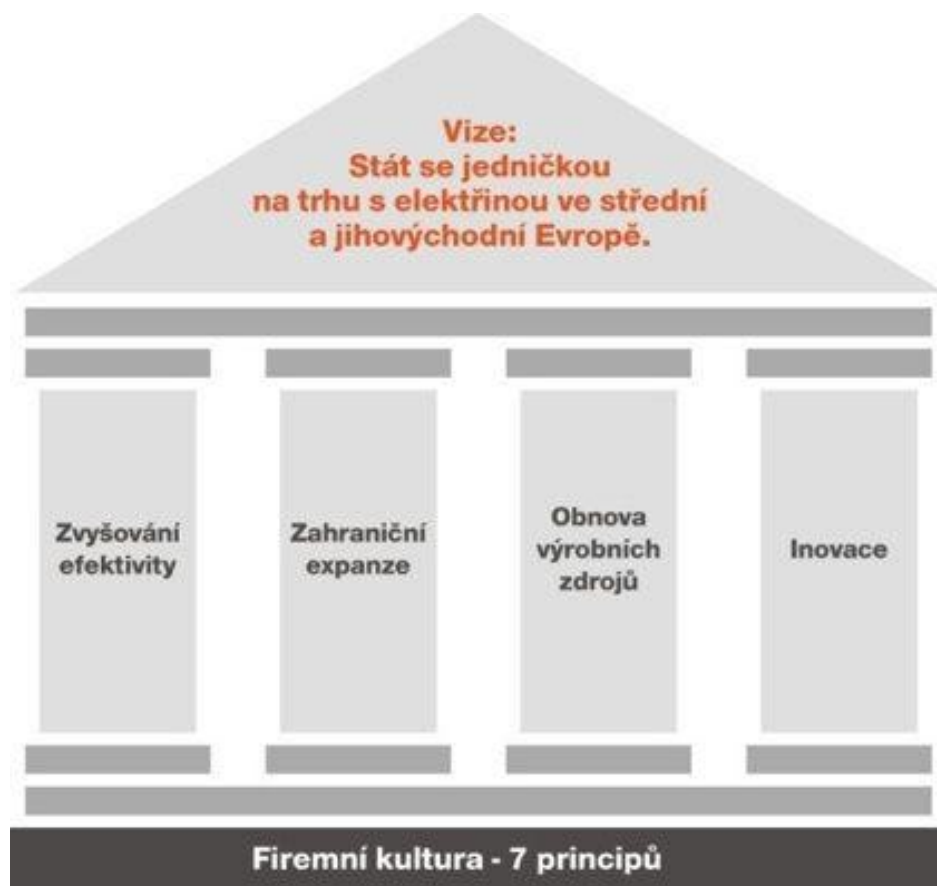 Vize:
Stát se jedničkou
na trhu s elektřinou ve střední
a jihovýchodní Evropě.
Zvyšování
efektivity
Zahraniční
expanze
Obnova
výrobních
zdrojů
Inovace
Firemní kultura - 7 principů